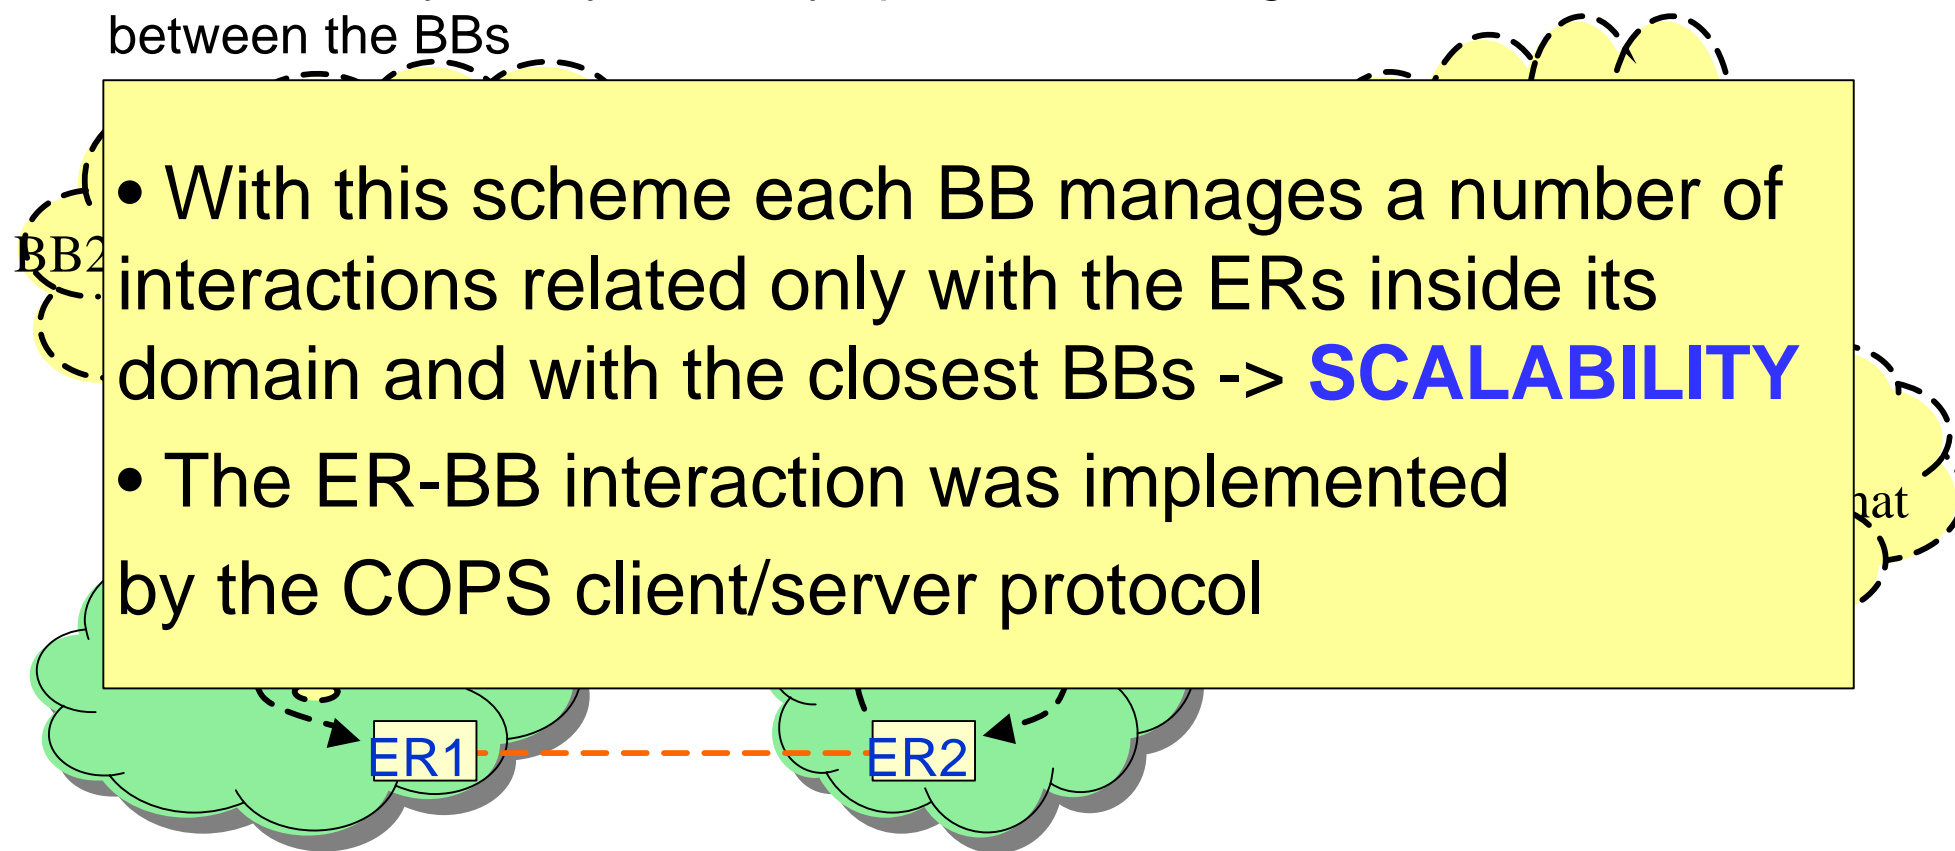 between the BBs
• With this scheme each BB manages a number of
BB2
interactions related only with the ERs inside its
domain and with the closest BBs -> SCALABILITY
• The ER-BB interaction was implemented
hat
by the COPS client/server protocol
ER1
ER2